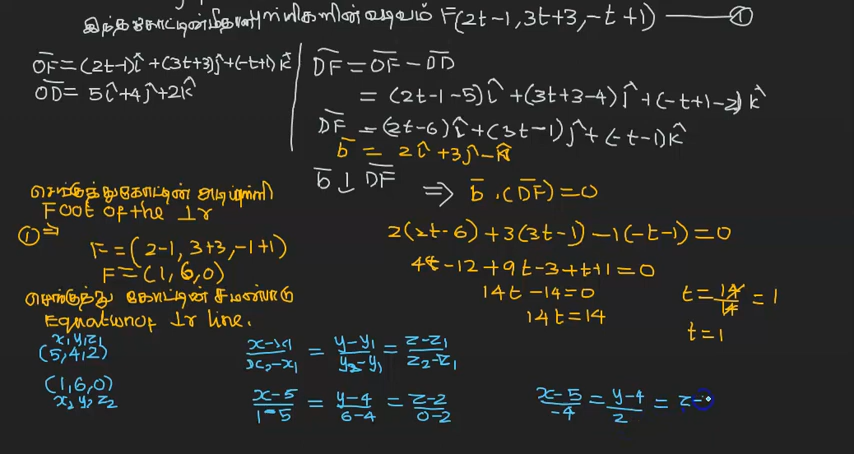 இந்தகோட்டின்மீதானபுள்ளிகளின்வடிவம் F(2t-1, 3t+3, -t+1) ——— ①
OF̅ = (2t-1)î + (3t+3)ĵ + (-t+1)k̂
OD̅ = 5î+4ĵ+2k̂
DF̅ = OF̅ - OD̅
= (2t-1-5)î + (3t+3-4)ĵ + (-t+1-2)k̂
DF̅ = (2t-6)î + (3t-1)ĵ + (-t-1)k̂
b̅ = 2î+3ĵ-k̂
b̅ ⊥ DF̅ ⇒ b̅ . (DF̅) = 0
2(2t-6) + 3(3t-1) -1(-t-1) = 0
4t -12 + 9t -3 + t+1 = 0
14t -14 = 0
14t = 14
t = 14/14 = 1
t = 1
செங்குத்துகோட்டின் அடிப்புள்ளி
Foot of the ⊥r
① ⇒
F = (2-1, 3+3, -1+1)
F = (1, 6, 0)
செங்குத்து கோட்டின் சமன்பாடு
Equation of ⊥r line.
x₁ y₁ z₁
(5, 4, 2)
(1, 6, 0)
x₂ y₂ z₂
x-x₁/x₂-x₁ = y-y₁/y₂-y₁ = z-z₁/z₂-z₁
x-5/1-5 = y-4/6-4 = z-2/0-2
x-5/-4 = y-4/2 = z-